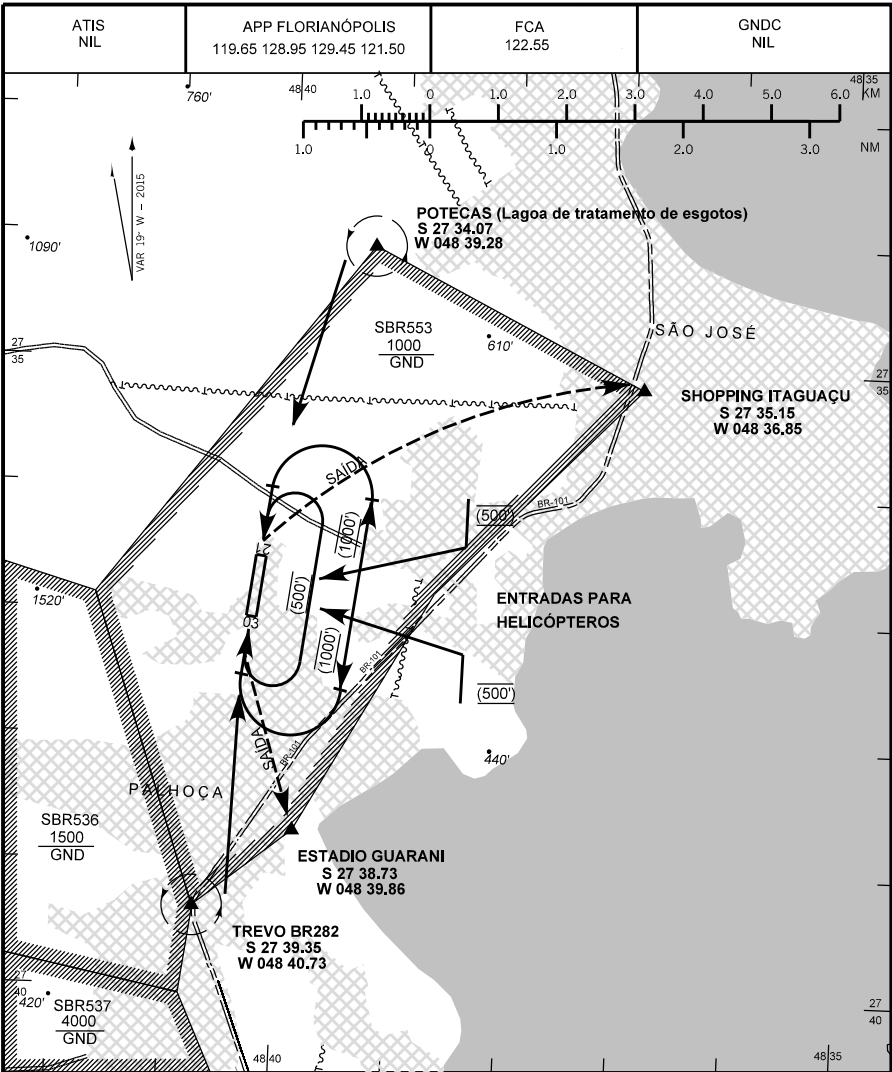 ATIS
NIL
APP FLORIANÓPOLIS
119.65 128.95 129.45 121.50
FCA
122.55
GNDC
NIL
760'
48 40
48 35
1.0 0 1.0 2.0 3.0 4.0 5.0 6.0 KM
1.0 0 1.0 2.0 3.0 NM
VAR 19° W – 2015
1090'
POTECAS (Lagoa de tratamento de esgotos)
S 27 34.07
W 048 39.28
SBR553
1000
GND
610'
SÃO JOSÉ
27
35
27
35
SHOPPING ITAGUAÇU
S 27 35.15
W 048 36.85
SAÍDA
BR-101
(500')
(1000')
21
1520'
(500')
ENTRADAS PARA
HELICÓPTEROS
03
(1000')
BR-101
(500')
SAÍDA
BR-101
440'
PALHOÇA
SBR536
1500
GND
ESTADIO GUARANI
S 27 38.73
W 048 39.86
TREVO BR282
S 27 39.35
W 048 40.73
27
40
420'
SBR537
4000
GND
27
40
48 40
48 35